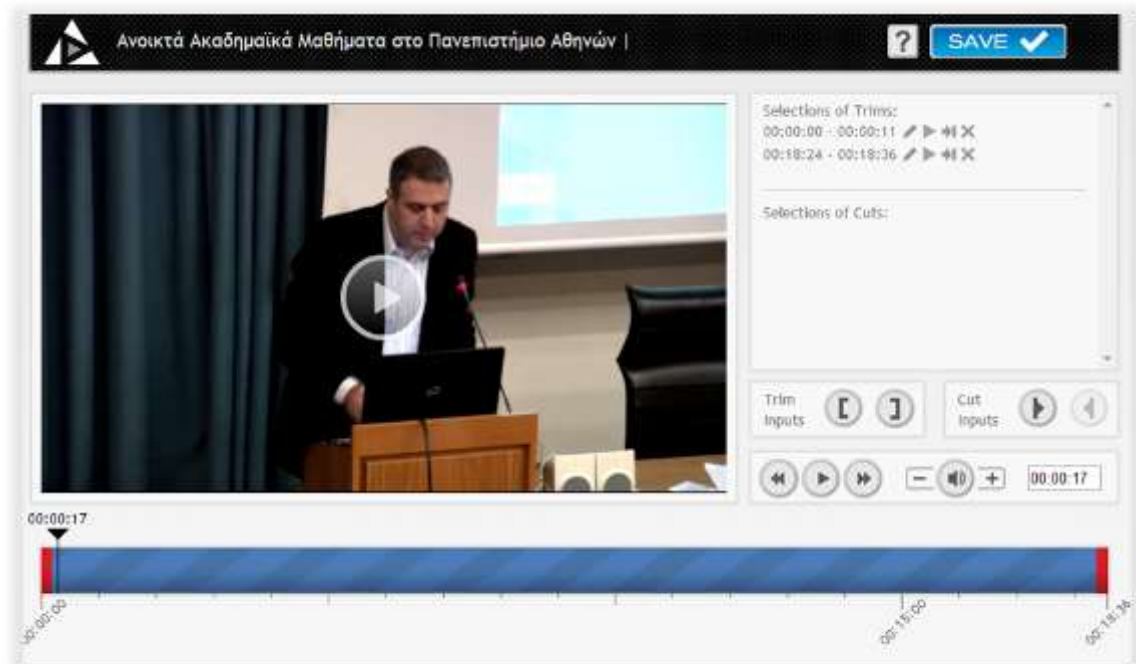 Ανοικτά Ακαδημαϊκά Μαθήματα στο Πανεπιστήμιο Αθηνών |
?
SAVE
Selections of Trims:
00:00:00 - 00:00:11
00:18:24 - 00:18:36
Selections of Cuts:
Trim
Inputs
Cut
Inputs
00:00:17
00:00:17
00:00:00
00:15:00
00:18:36